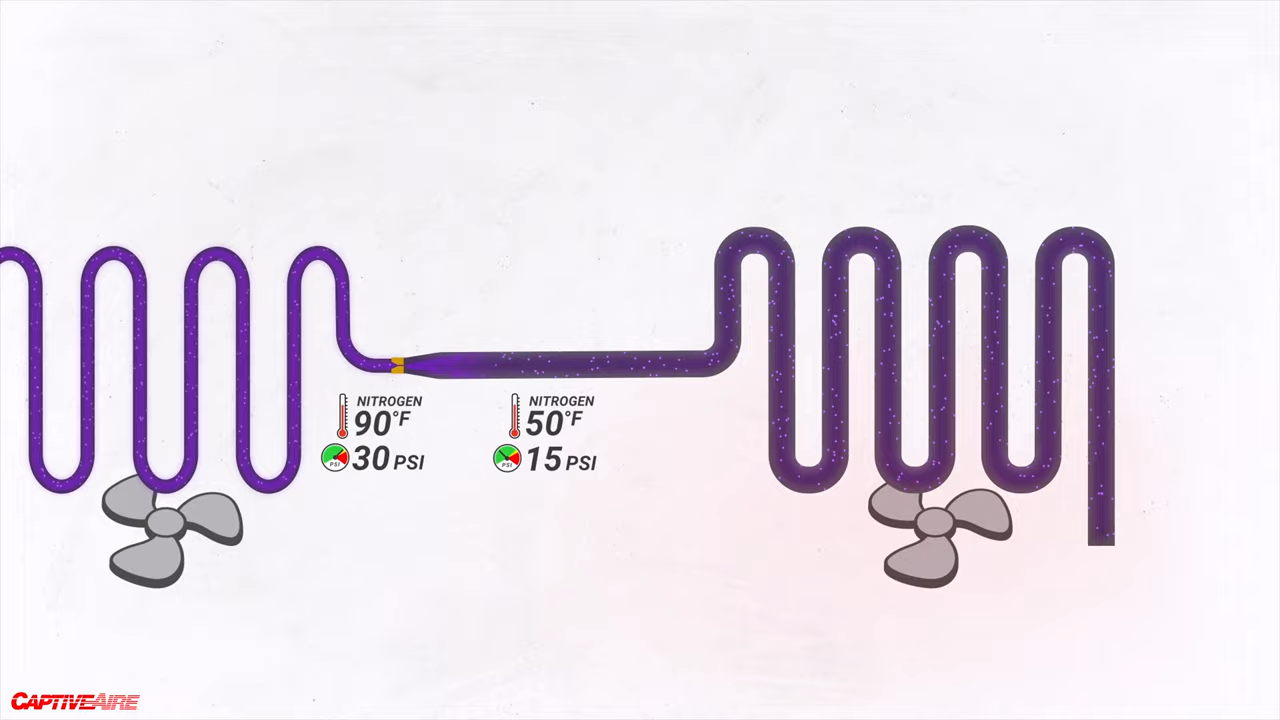 NITROGEN
90°F
PSI
30 PSI
NITROGEN
50°F
PSI
15 PSI
CAPTIVEAIRE